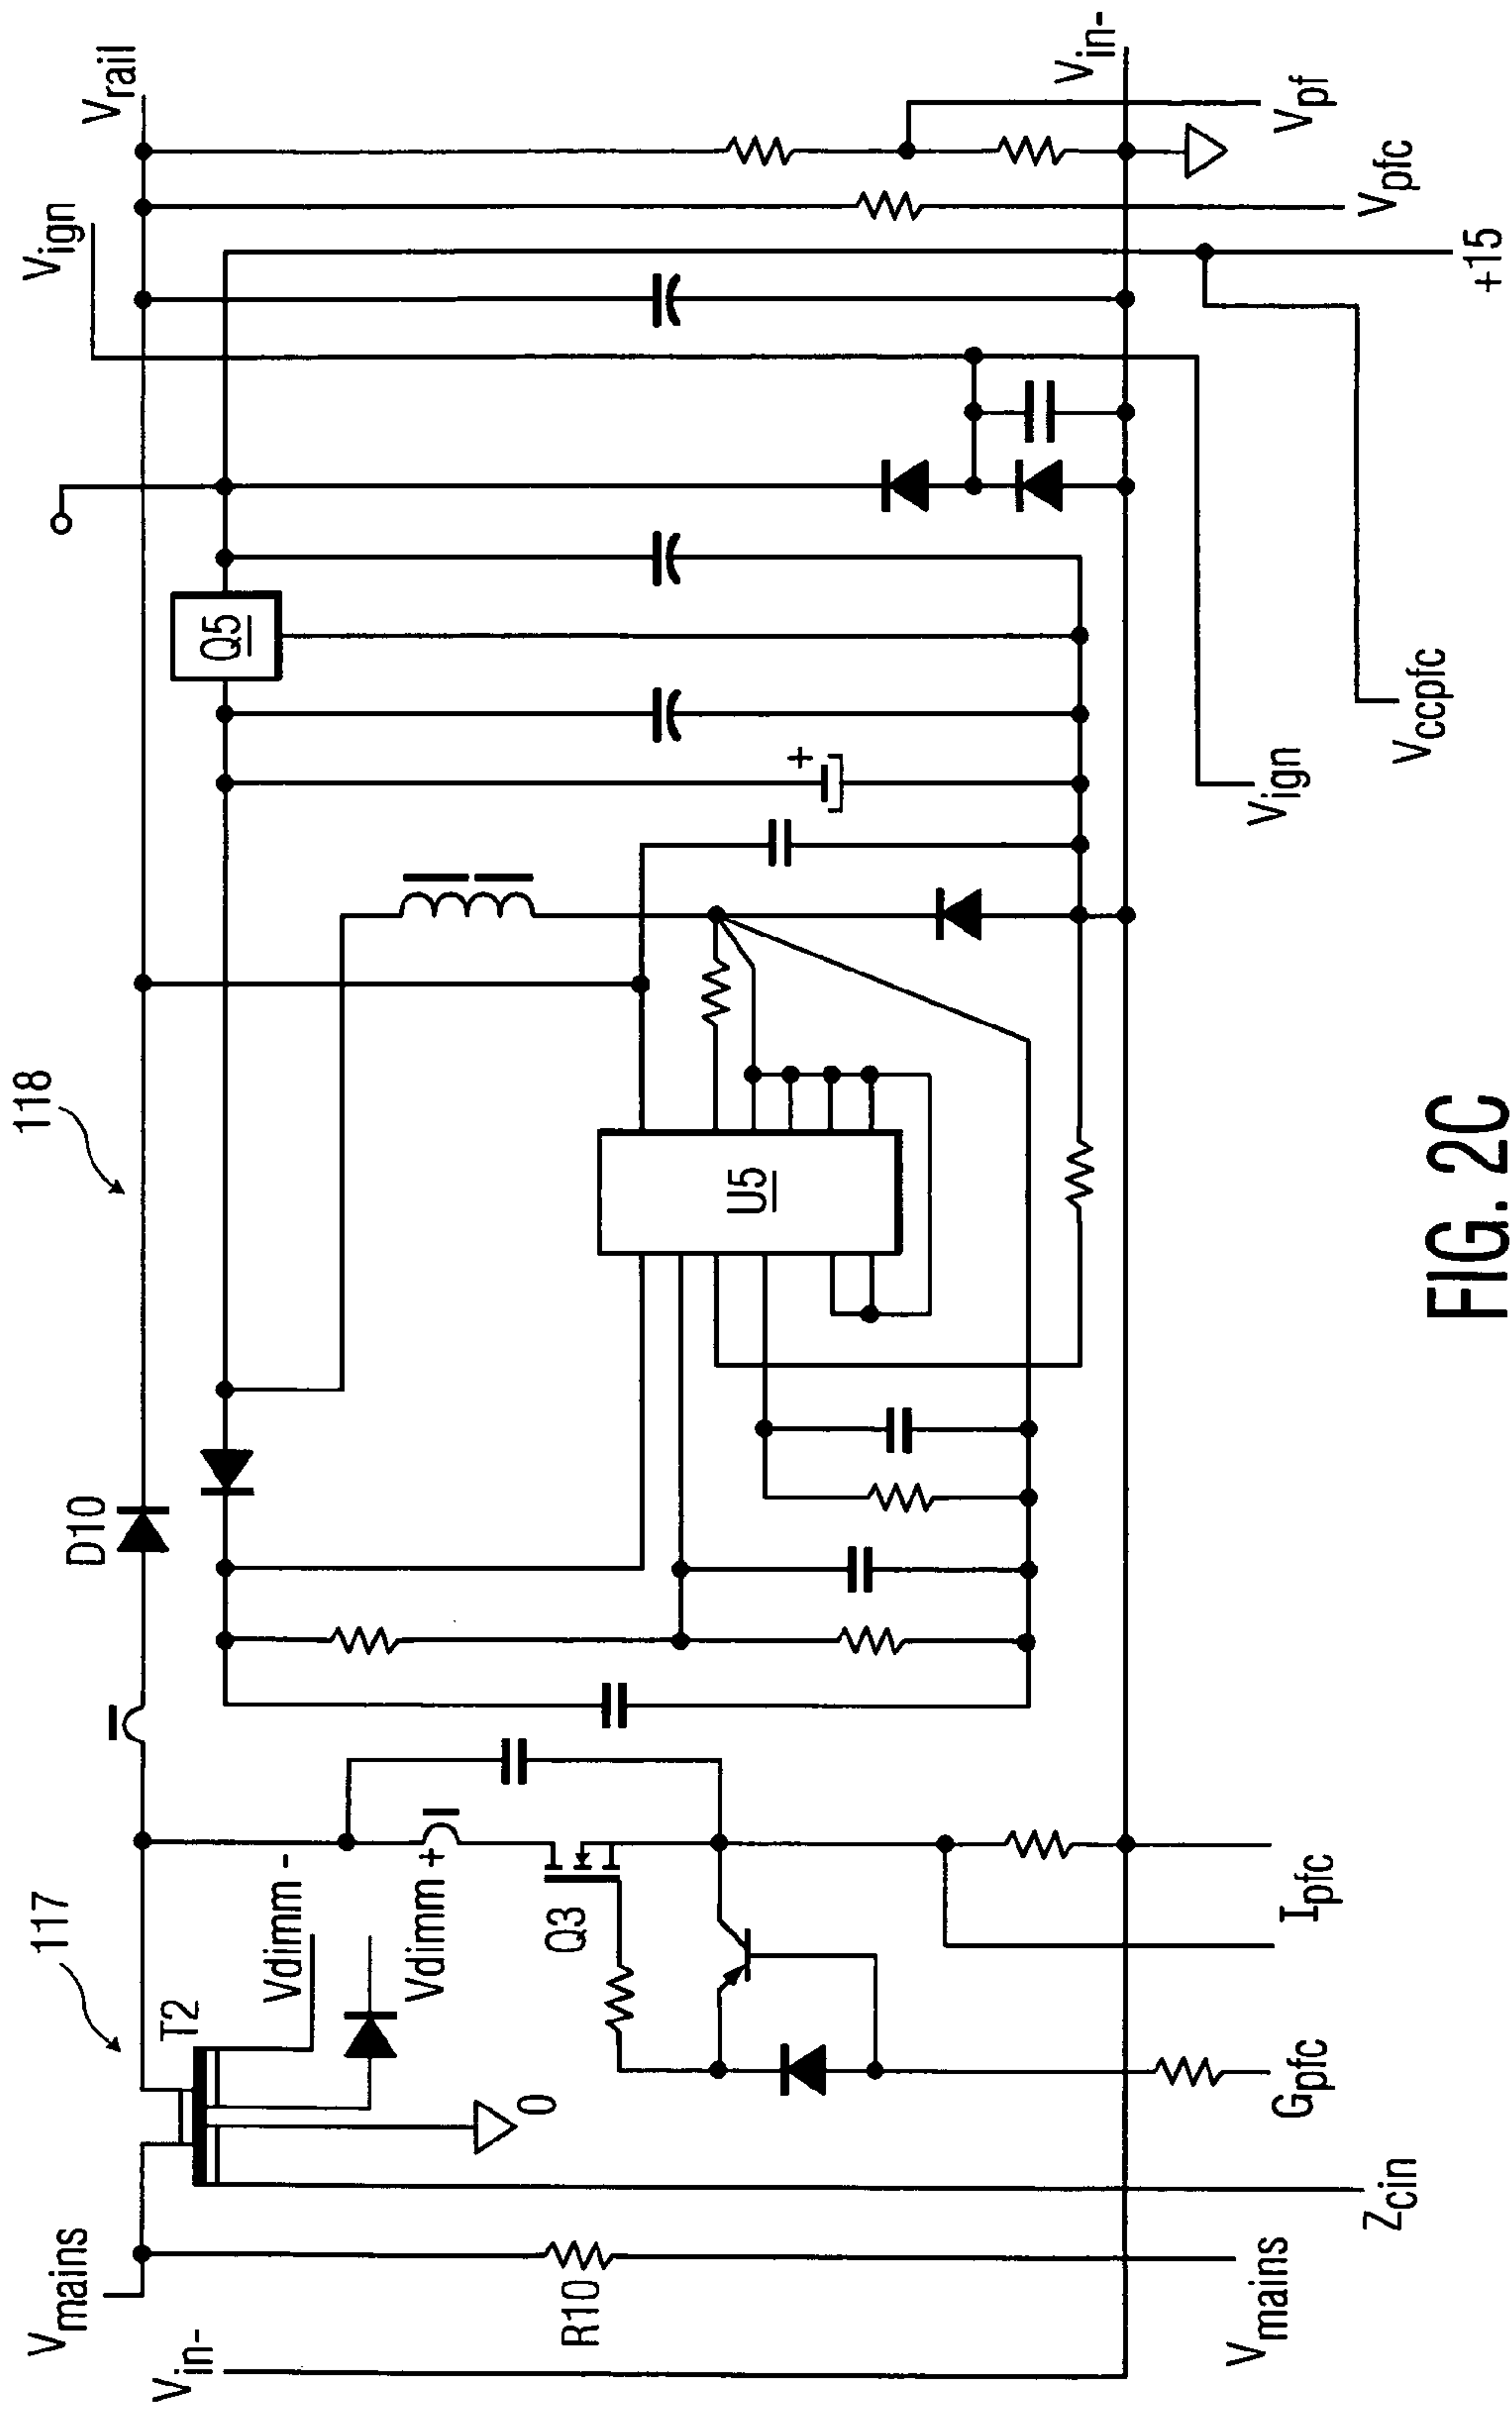 Vin-
Vmains
117
T2
Vdimm -
Vdimm +
Q3
R10
0
Vmains
Zcin
Gpfc
Ipfc
D10
118
U5
Q5
+
Vign
Vrail
Vin-
Vpf
Vpfc
+15
Vign
Vccpfc
FIG. 2C